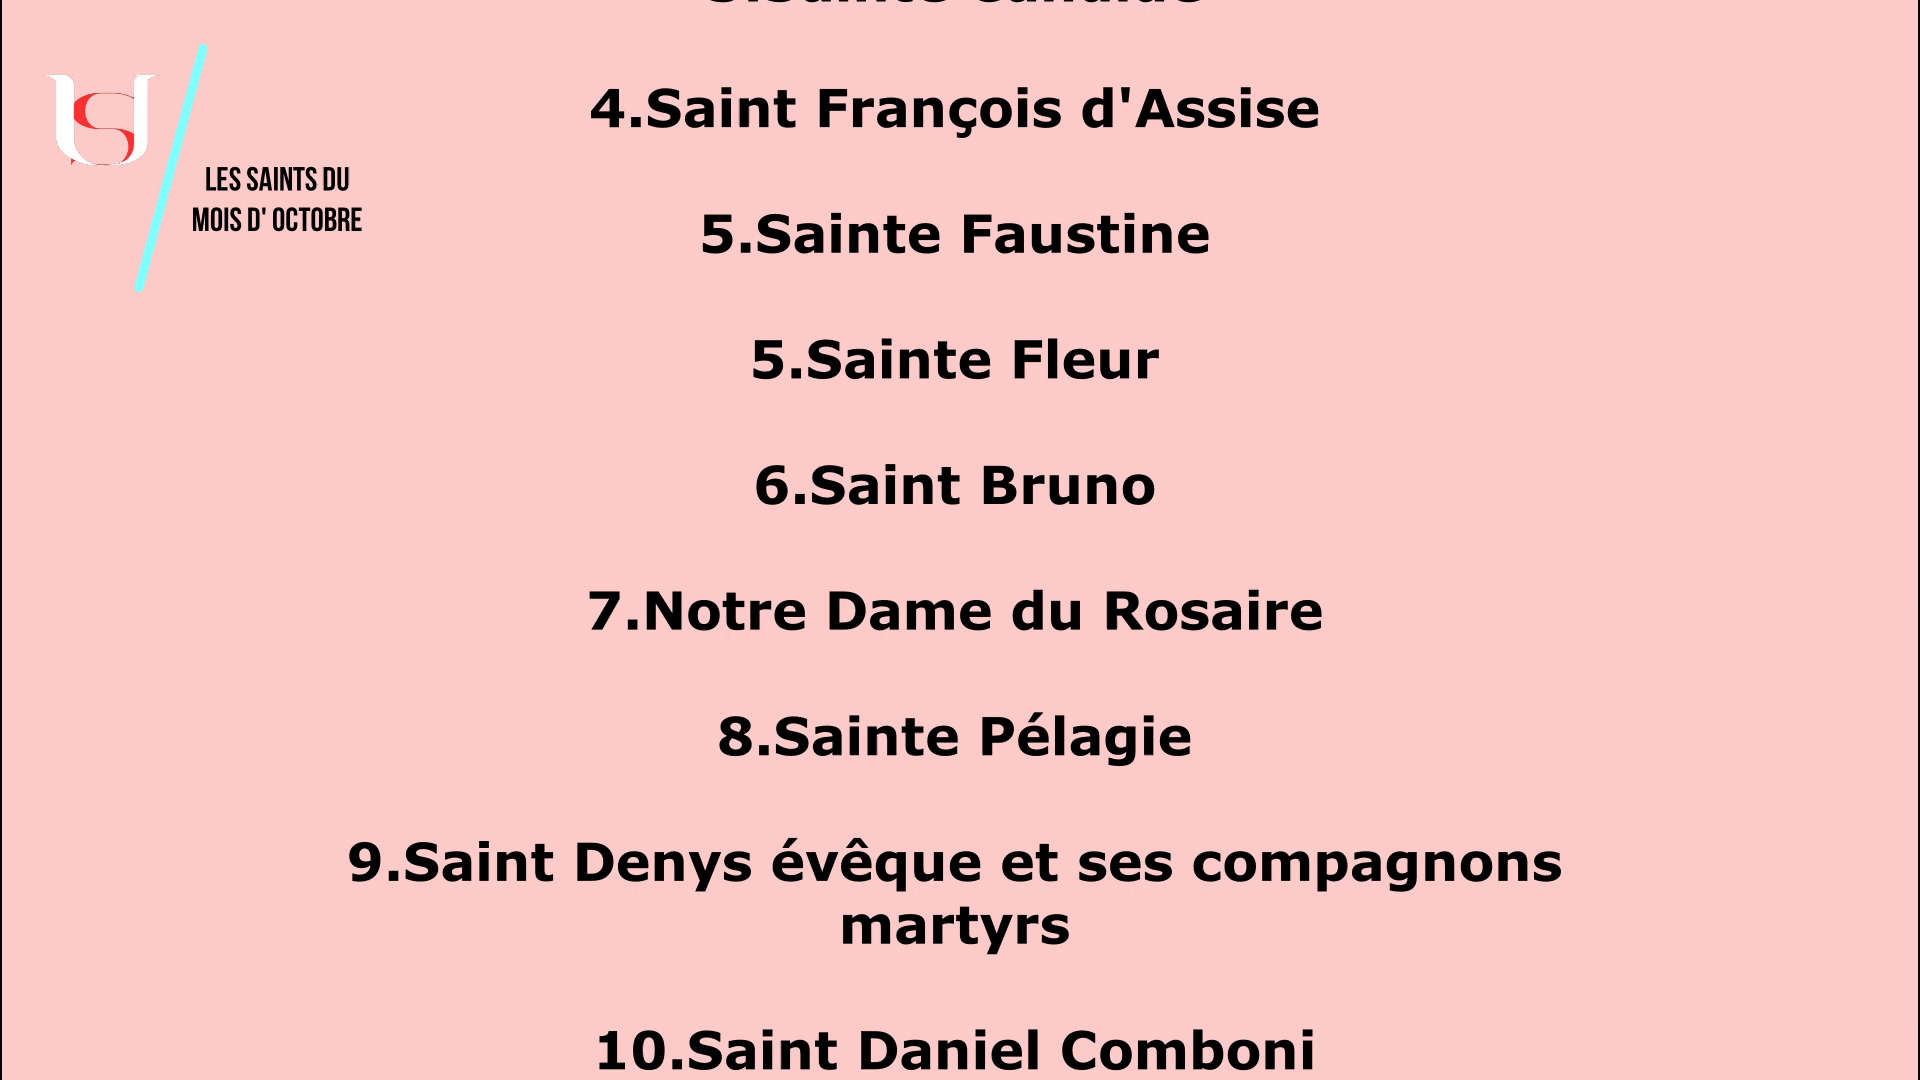 4.Saint François d'Assise
LES SAINTS DU
MOIS D' OCTOBRE
5.Sainte Faustine
5.Sainte Fleur
6.Saint Bruno
7.Notre Dame du Rosaire
8.Sainte Pélagie
9.Saint Denys évêque et ses compagnons
martyrs
10.Saint Daniel Comboni